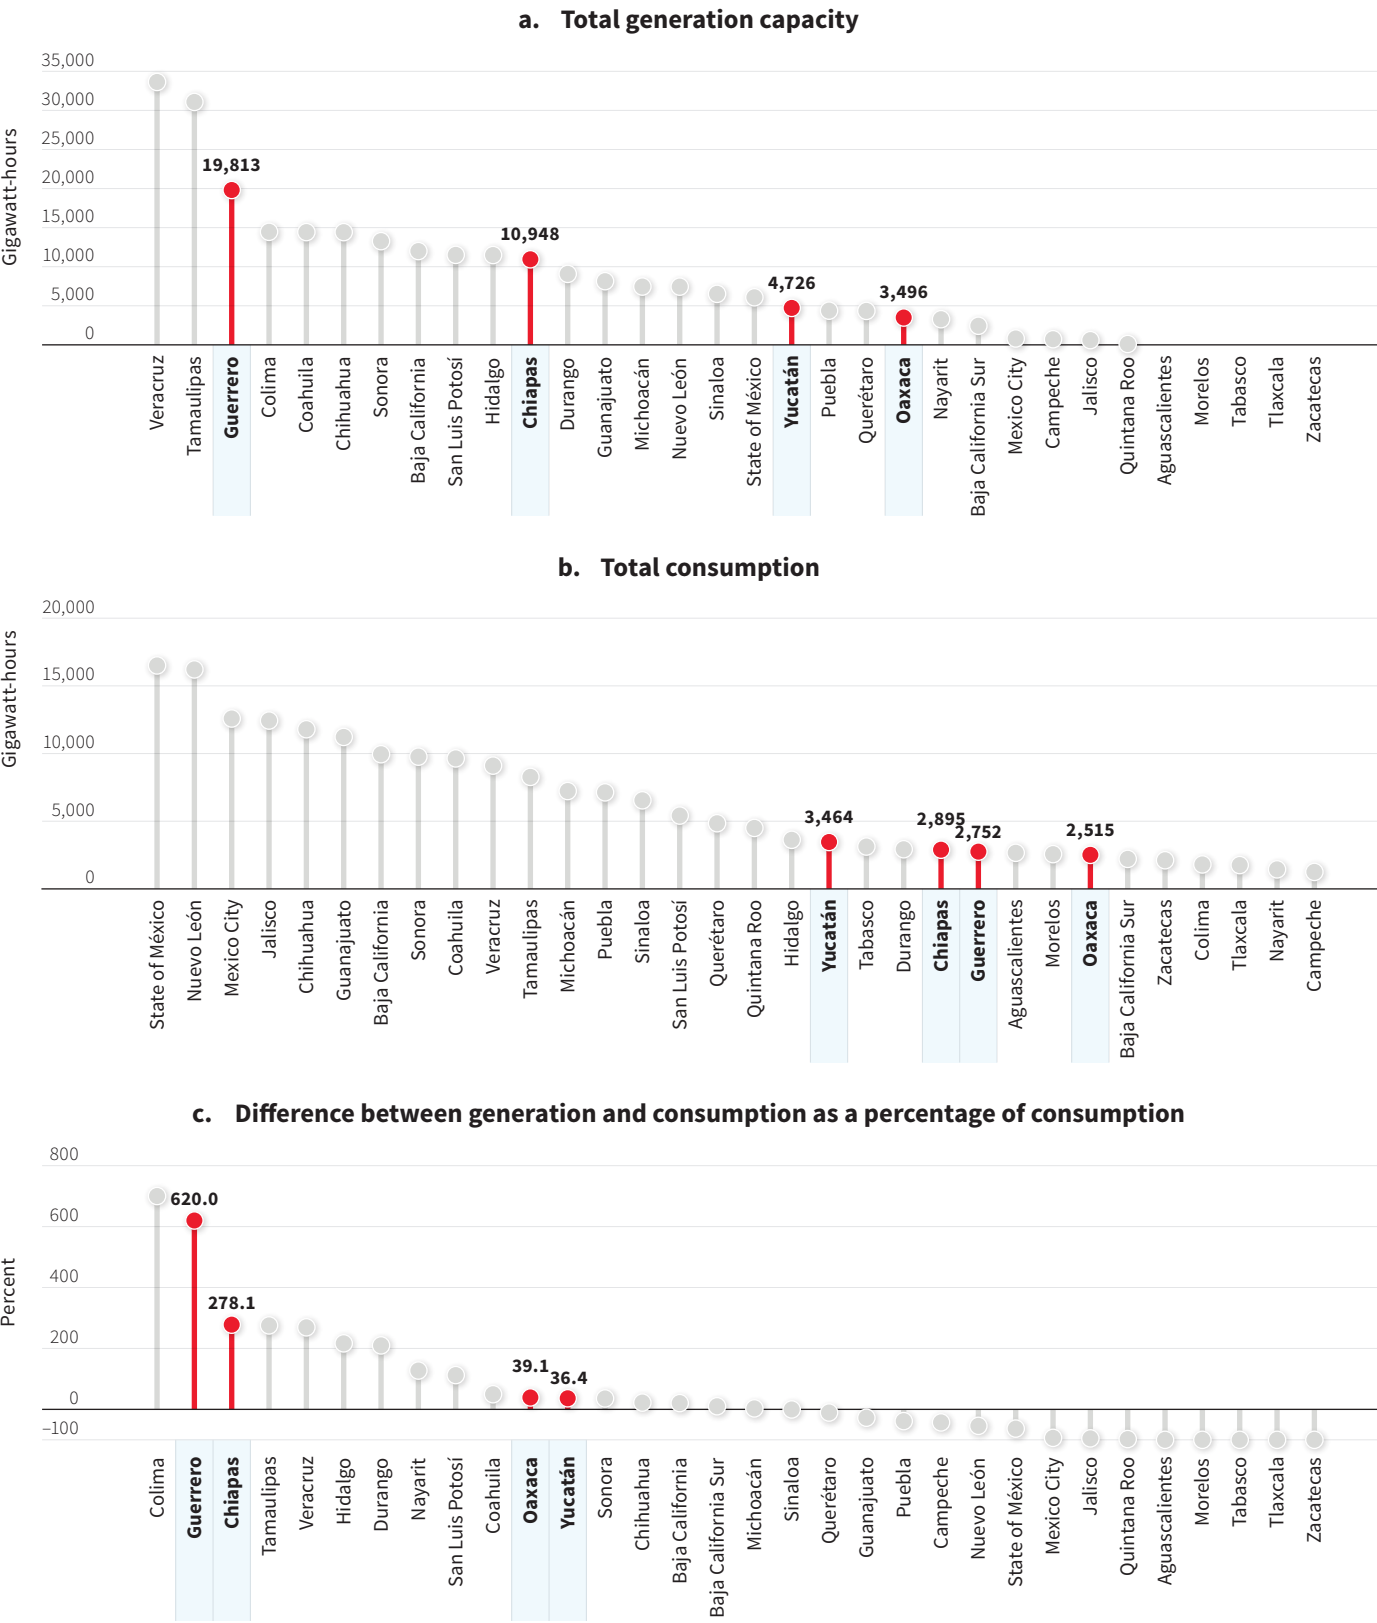 a. Total generation capacity
Gigawatt-hours
35,000
30,000
25,000
20,000
15,000
10,000
5,000
0
19,813
10,948
4,726
3,496
Veracruz
Tamaulipas
Guerrero
Colima
Coahuila
Chihuahua
Sonora
Baja California
San Luis Potosí
Hidalgo
Chiapas
Durango
Guanajuato
Michoacán
Nuevo León
Sinaloa
State of México
Yucatán
Puebla
Querétaro
Oaxaca
Nayarit
Baja California Sur
Mexico City
Campeche
Jalisco
Quintana Roo
Aguascalientes
Morelos
Tabasco
Tlaxcala
Zacatecas
b. Total consumption
Gigawatt-hours
20,000
15,000
10,000
5,000
0
3,464
2,895
2,752
2,515
State of México
Nuevo León
Mexico City
Jalisco
Chihuahua
Guanajuato
Baja California
Sonora
Coahuila
Veracruz
Tamaulipas
Michoacán
Puebla
Sinaloa
San Luis Potosí
Querétaro
Quintana Roo
Hidalgo
Yucatán
Tabasco
Durango
Chiapas
Guerrero
Aguascalientes
Morelos
Oaxaca
Baja California Sur
Zacatecas
Colima
Tlaxcala
Nayarit
Campeche
c. Difference between generation and consumption as a percentage of consumption
Percent
800
600
400
200
0
−100
620.0
278.1
39.1
36.4
Colima
Guerrero
Chiapas
Tamaulipas
Veracruz
Hidalgo
Durango
Nayarit
San Luis Potosí
Coahuila
Oaxaca
Yucatán
Sonora
Chihuahua
Baja California
Baja California Sur
Michoacán
Sinaloa
Querétaro
Guanajuato
Puebla
Campeche
Nuevo León
State of México
Mexico City
Jalisco
Quintana Roo
Aguascalientes
Morelos
Tabasco
Tlaxcala
Zacatecas